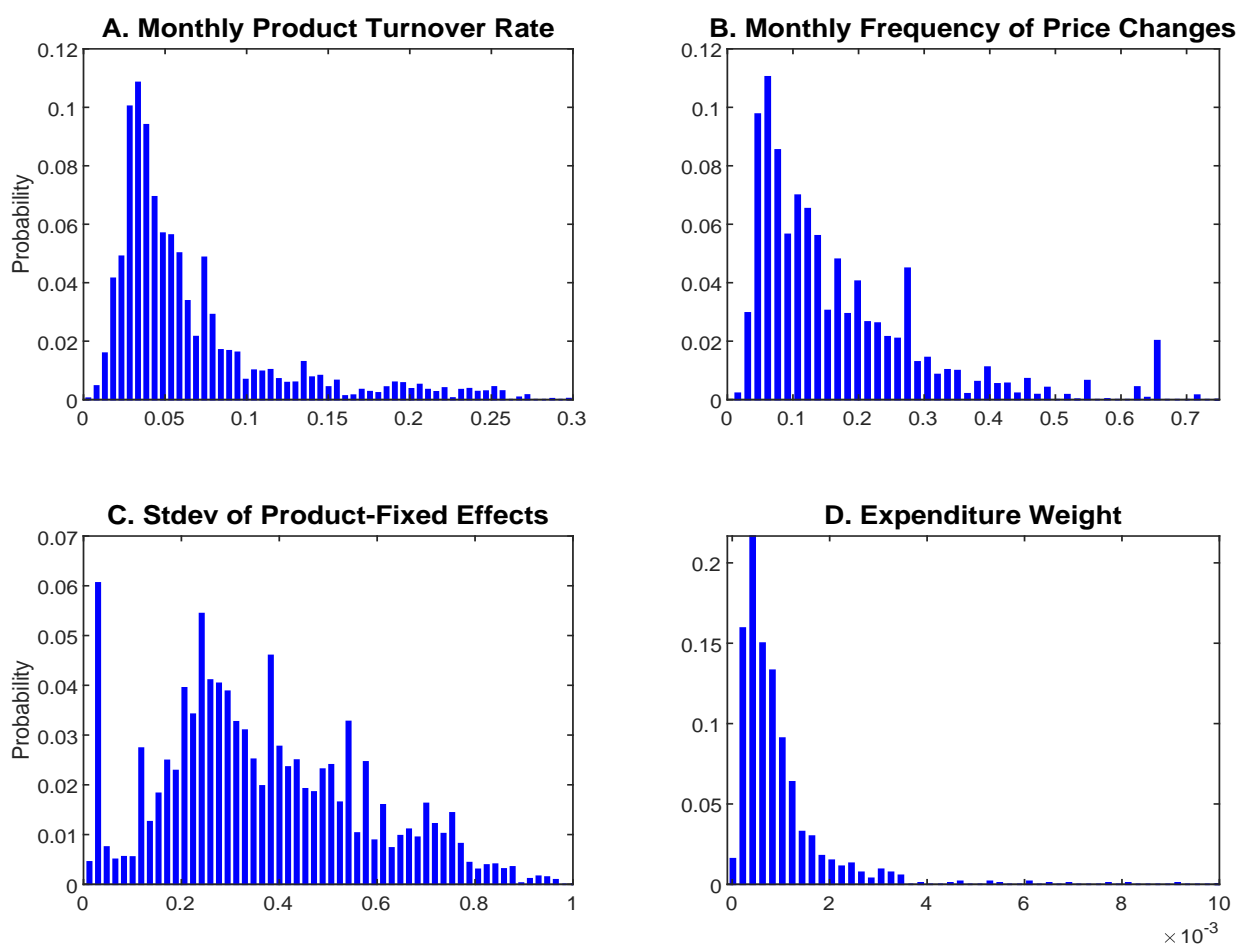 A. Monthly Product Turnover Rate
0.12
0.1
0.08
0.06
0.04
0.02
0
Probability
0 0.05 0.1 0.15 0.2 0.25 0.3
B. Monthly Frequency of Price Changes
0.12
0.1
0.08
0.06
0.04
0.02
0
0 0.1 0.2 0.3 0.4 0.5 0.6 0.7
C. Stdev of Product-Fixed Effects
0.07
0.06
0.05
0.04
0.03
0.02
0.01
0
Probability
0 0.2 0.4 0.6 0.8 1
D. Expenditure Weight
0.2
0.15
0.1
0.05
0
0 2 4 6 8 10
×10⁻³